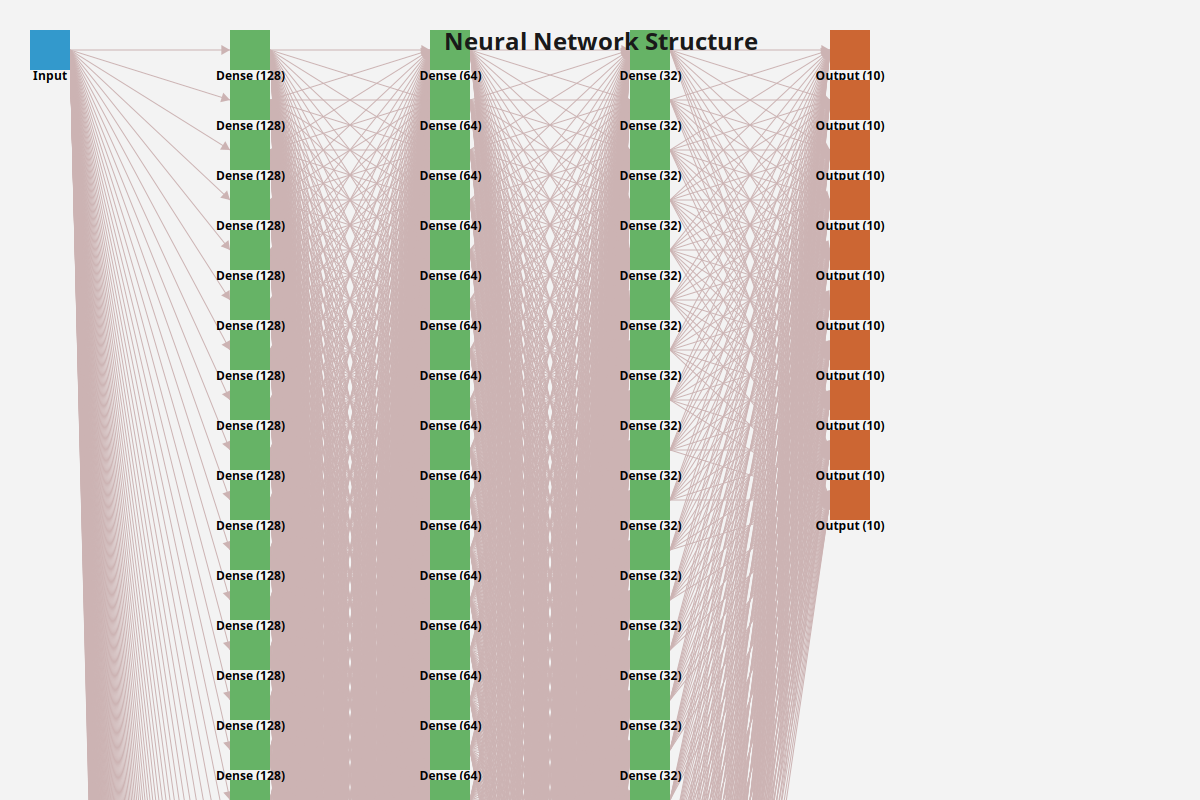 Neural Network Structure
Input Dense (128) Dense (64) Dense (32) Output (10)
Dense (128) Dense (64) Dense (32) Output (10)
Dense (128) Dense (64) Dense (32) Output (10)
Dense (128) Dense (64) Dense (32) Output (10)
Dense (128) Dense (64) Dense (32) Output (10)
Dense (128) Dense (64) Dense (32) Output (10)
Dense (128) Dense (64) Dense (32) Output (10)
Dense (128) Dense (64) Dense (32) Output (10)
Dense (128) Dense (64) Dense (32) Output (10)
Dense (128) Dense (64) Dense (32) Output (10)
Dense (128) Dense (64) Dense (32)
Dense (128) Dense (64) Dense (32)
Dense (128) Dense (64) Dense (32)
Dense (128) Dense (64) Dense (32)
Dense (128) Dense (64) Dense (32)